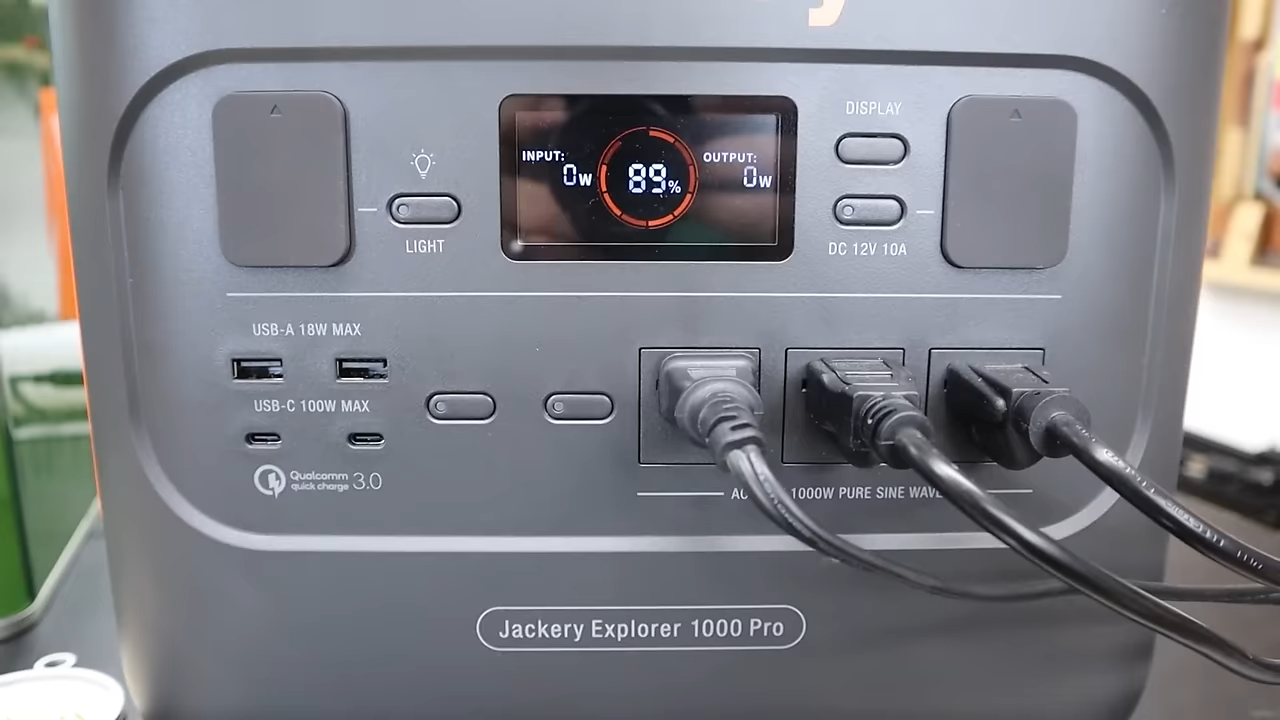 DISPLAY
INPUT:
0W
89%
OUTPUT:
0W
LIGHT
DC 12V 10A
USB-A 18W MAX
USB-C 100W MAX
Qualcomm
quick charge 3.0
1000W PURE SINE WAVE
Jackery Explorer 1000 Pro